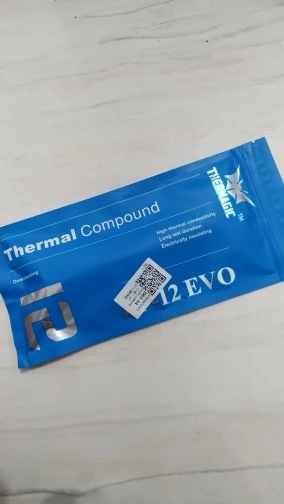 THERMAGIC
TM
Thermal Compound
High thermal conductivity
Long last duration
Electrically insulating
Overclocking
12 EVO